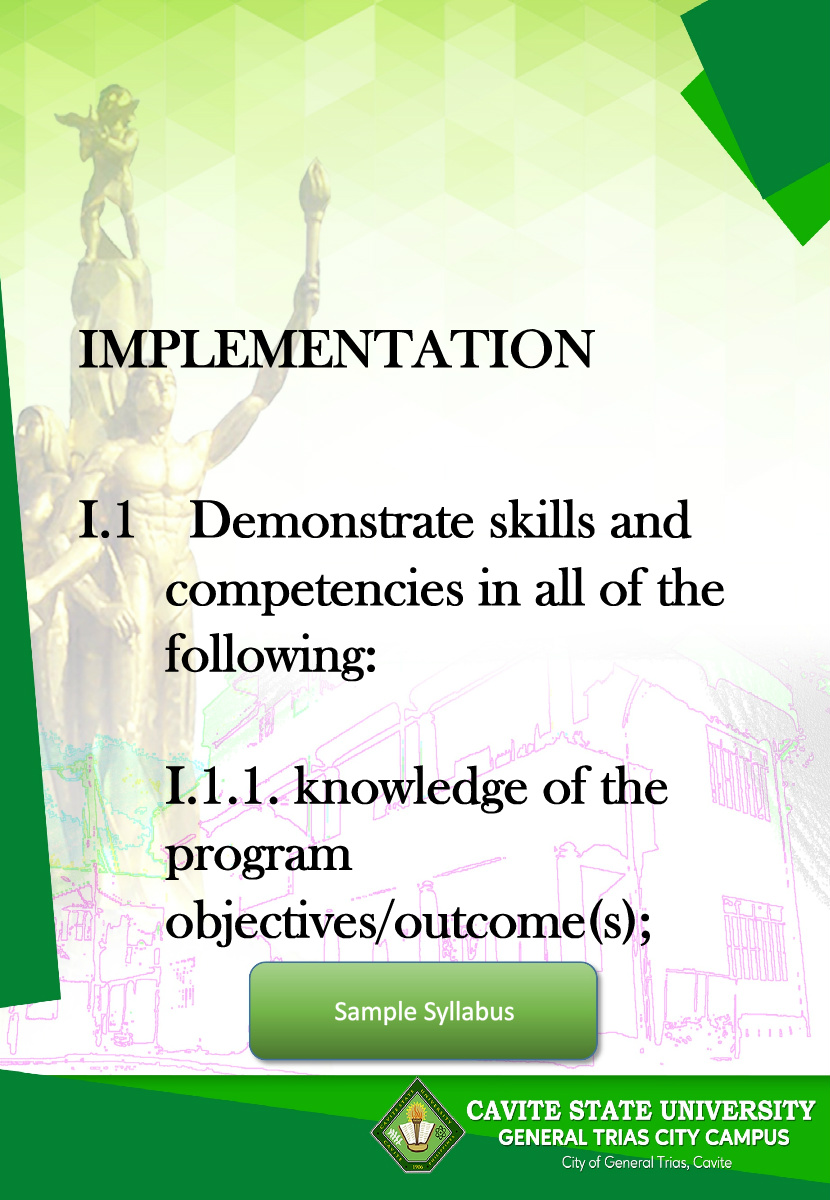 IMPLEMENTATION
I.1 Demonstrate skills and
competencies in all of the
following:
I.1.1. knowledge of the
program
objectives/outcome(s);
Sample Syllabus
CAVITE STATE UNIVERSITY
GENERAL TRIAS CITY CAMPUS
City of General Trias, Cavite
1906